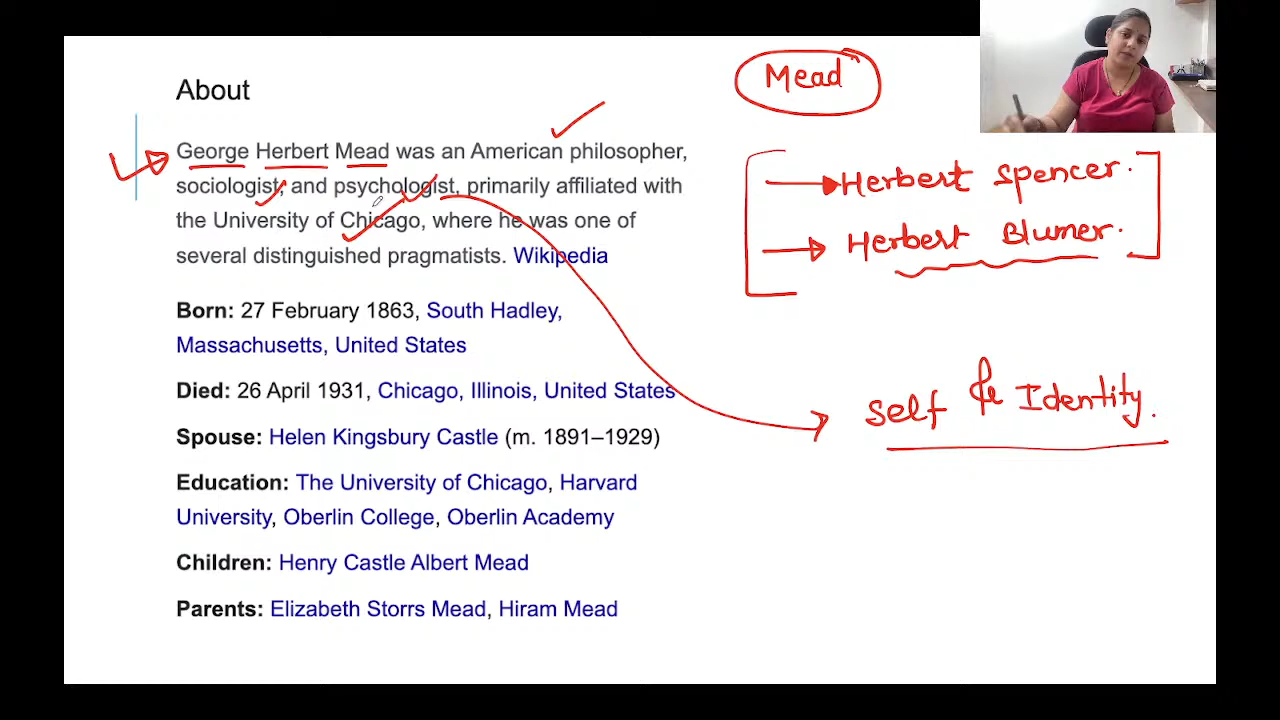 About
George Herbert Mead was an American philosopher,
sociologist, and psychologist, primarily affiliated with
the University of Chicago, where he was one of
several distinguished pragmatists. Wikipedia
Born: 27 February 1863, South Hadley,
Massachusetts, United States
Died: 26 April 1931, Chicago, Illinois, United States
Spouse: Helen Kingsbury Castle (m. 1891–1929)
Education: The University of Chicago, Harvard
University, Oberlin College, Oberlin Academy
Children: Henry Castle Albert Mead
Parents: Elizabeth Storrs Mead, Hiram Mead
Mead
Herbert Spencer.
Herbert Blumer.
Self & Identity.